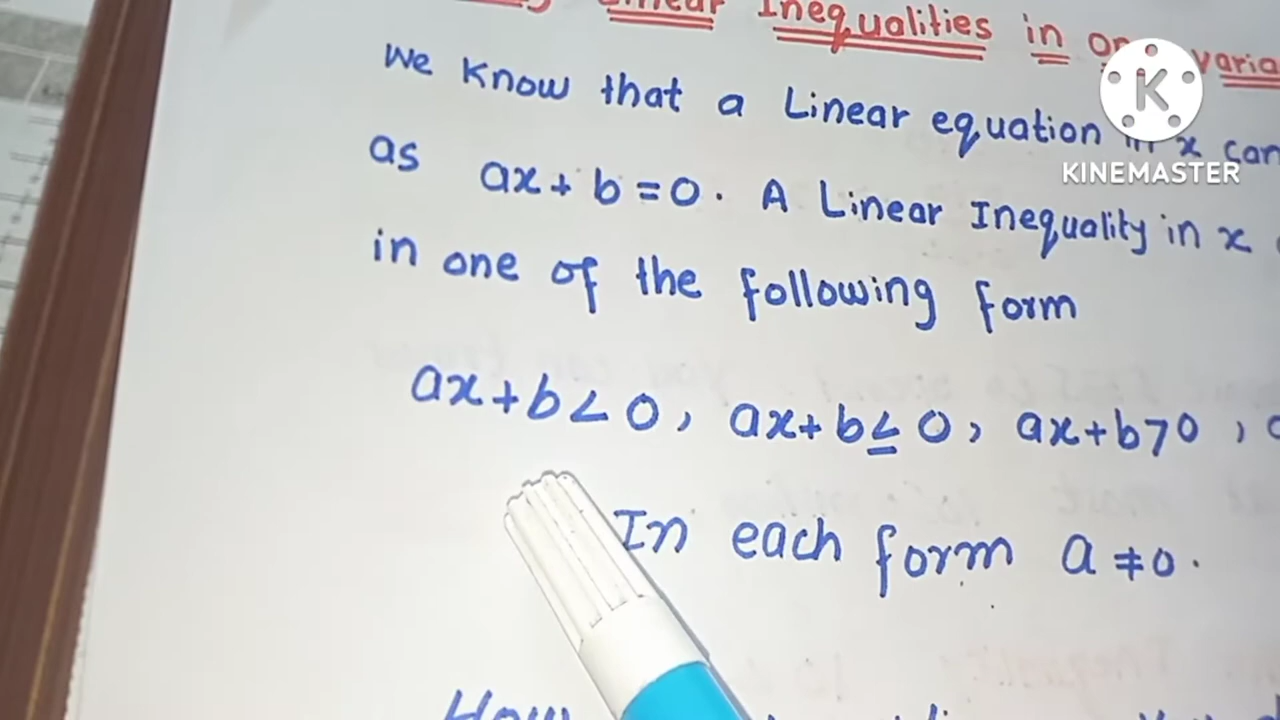 Linear Inequalities in
We know that a Linear equation in x can
as ax + b = 0. A Linear Inequality in x
in one of the following form
ax+b<0, ax+b≤0, ax+b>0,
In each form a ≠ 0.
How
K
KINEMASTER